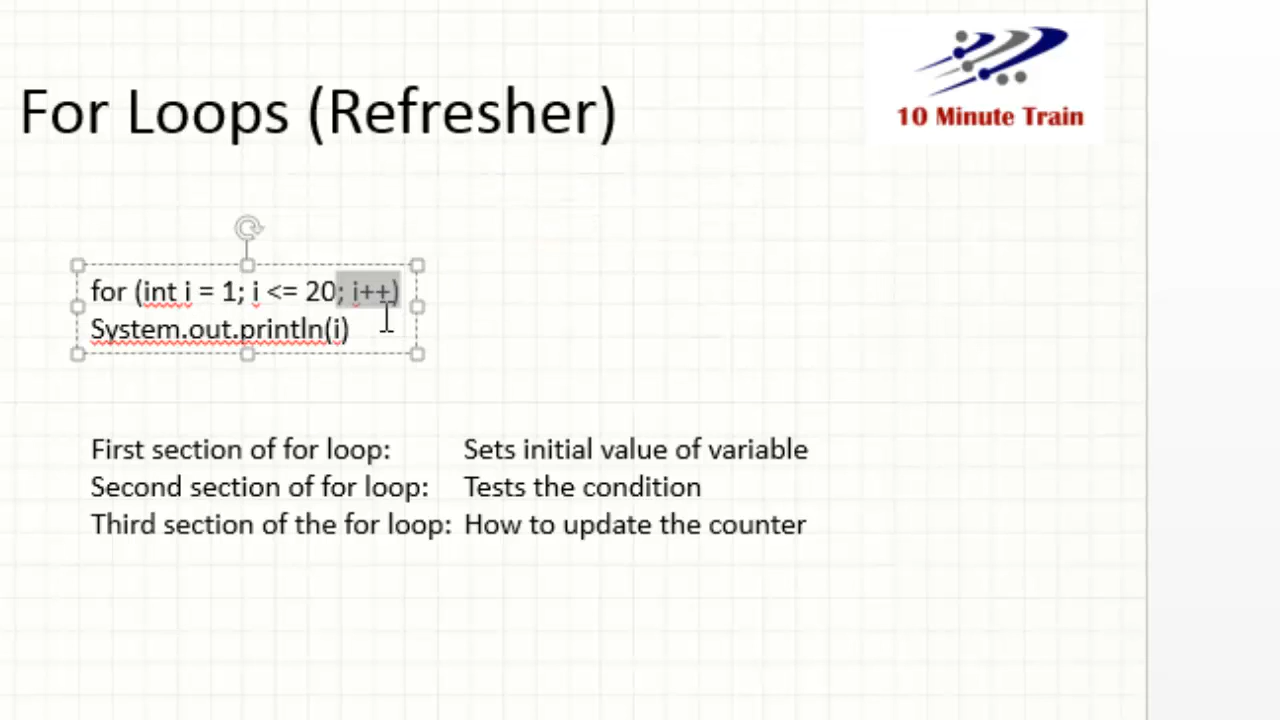 10 Minute Train
For Loops (Refresher)
for (int i = 1; i <= 20; i++)
System.out.println(i)
First section of for loop: Sets initial value of variable
Second section of for loop: Tests the condition
Third section of the for loop: How to update the counter